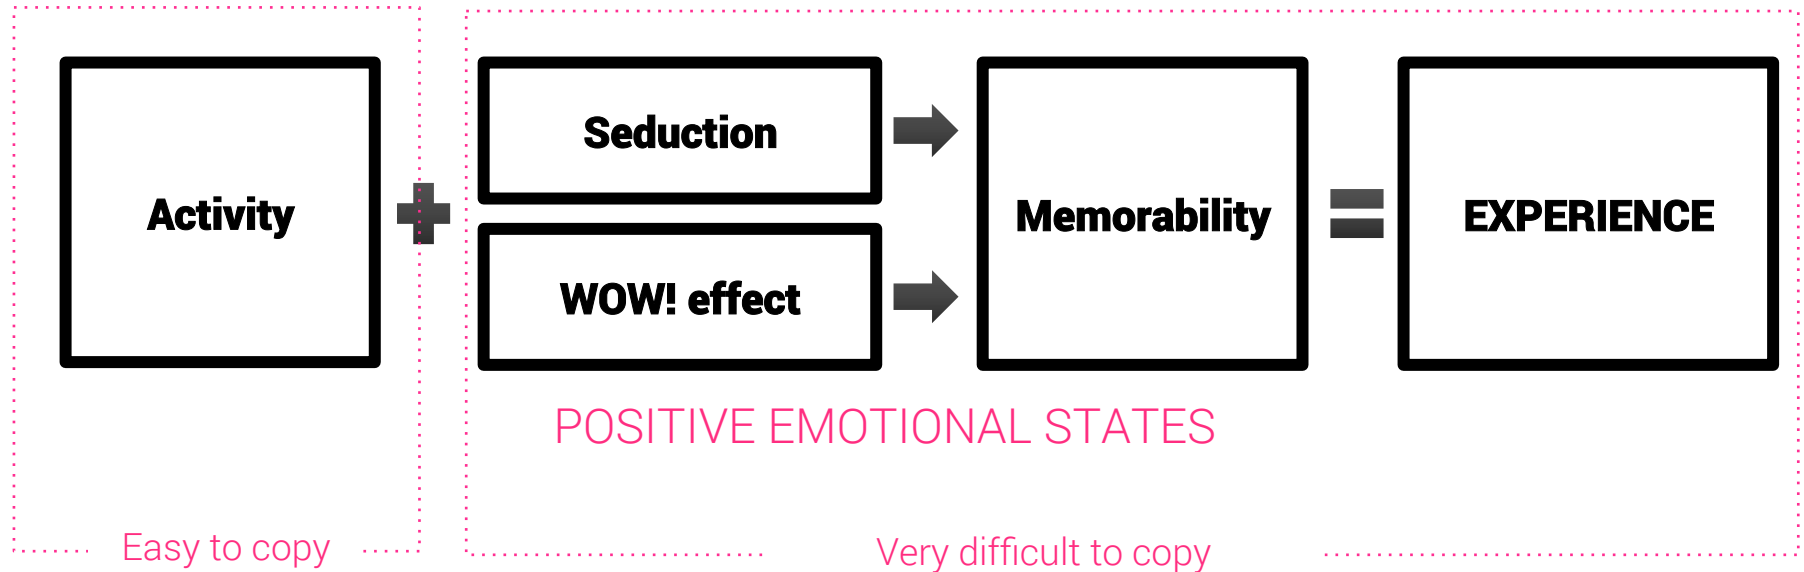 Activity
Seduction
WOW! effect
Memorability
EXPERIENCE
POSITIVE EMOTIONAL STATES
Easy to copy
Very difficult to copy